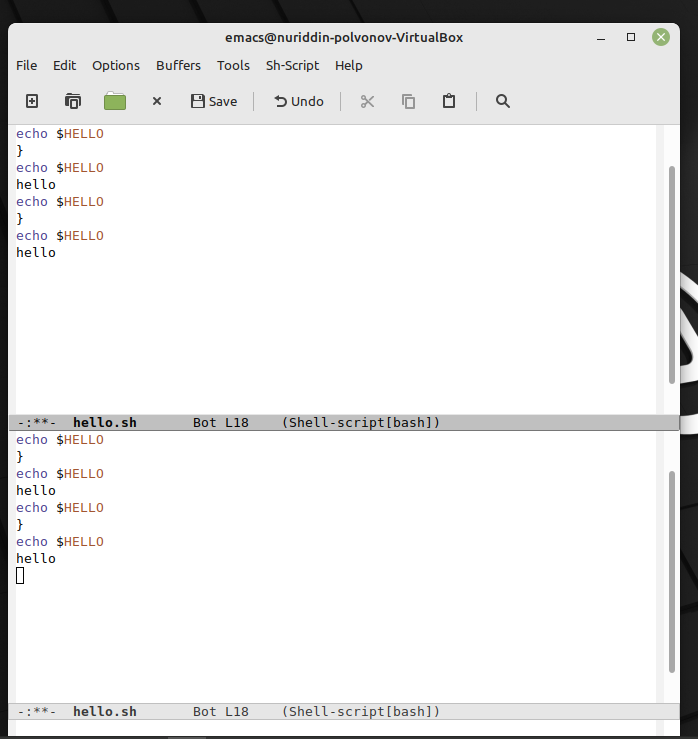 emacs@nuriddin-polvonov-VirtualBox
File Edit Options Buffers Tools Sh-Script Help
Save Undo
echo $HELLO
}
echo $HELLO
hello
echo $HELLO
}
echo $HELLO
hello
-:**- hello.sh Bot L18 (Shell-script[bash])
echo $HELLO
}
echo $HELLO
hello
echo $HELLO
}
echo $HELLO
hello
-:**- hello.sh Bot L18 (Shell-script[bash])